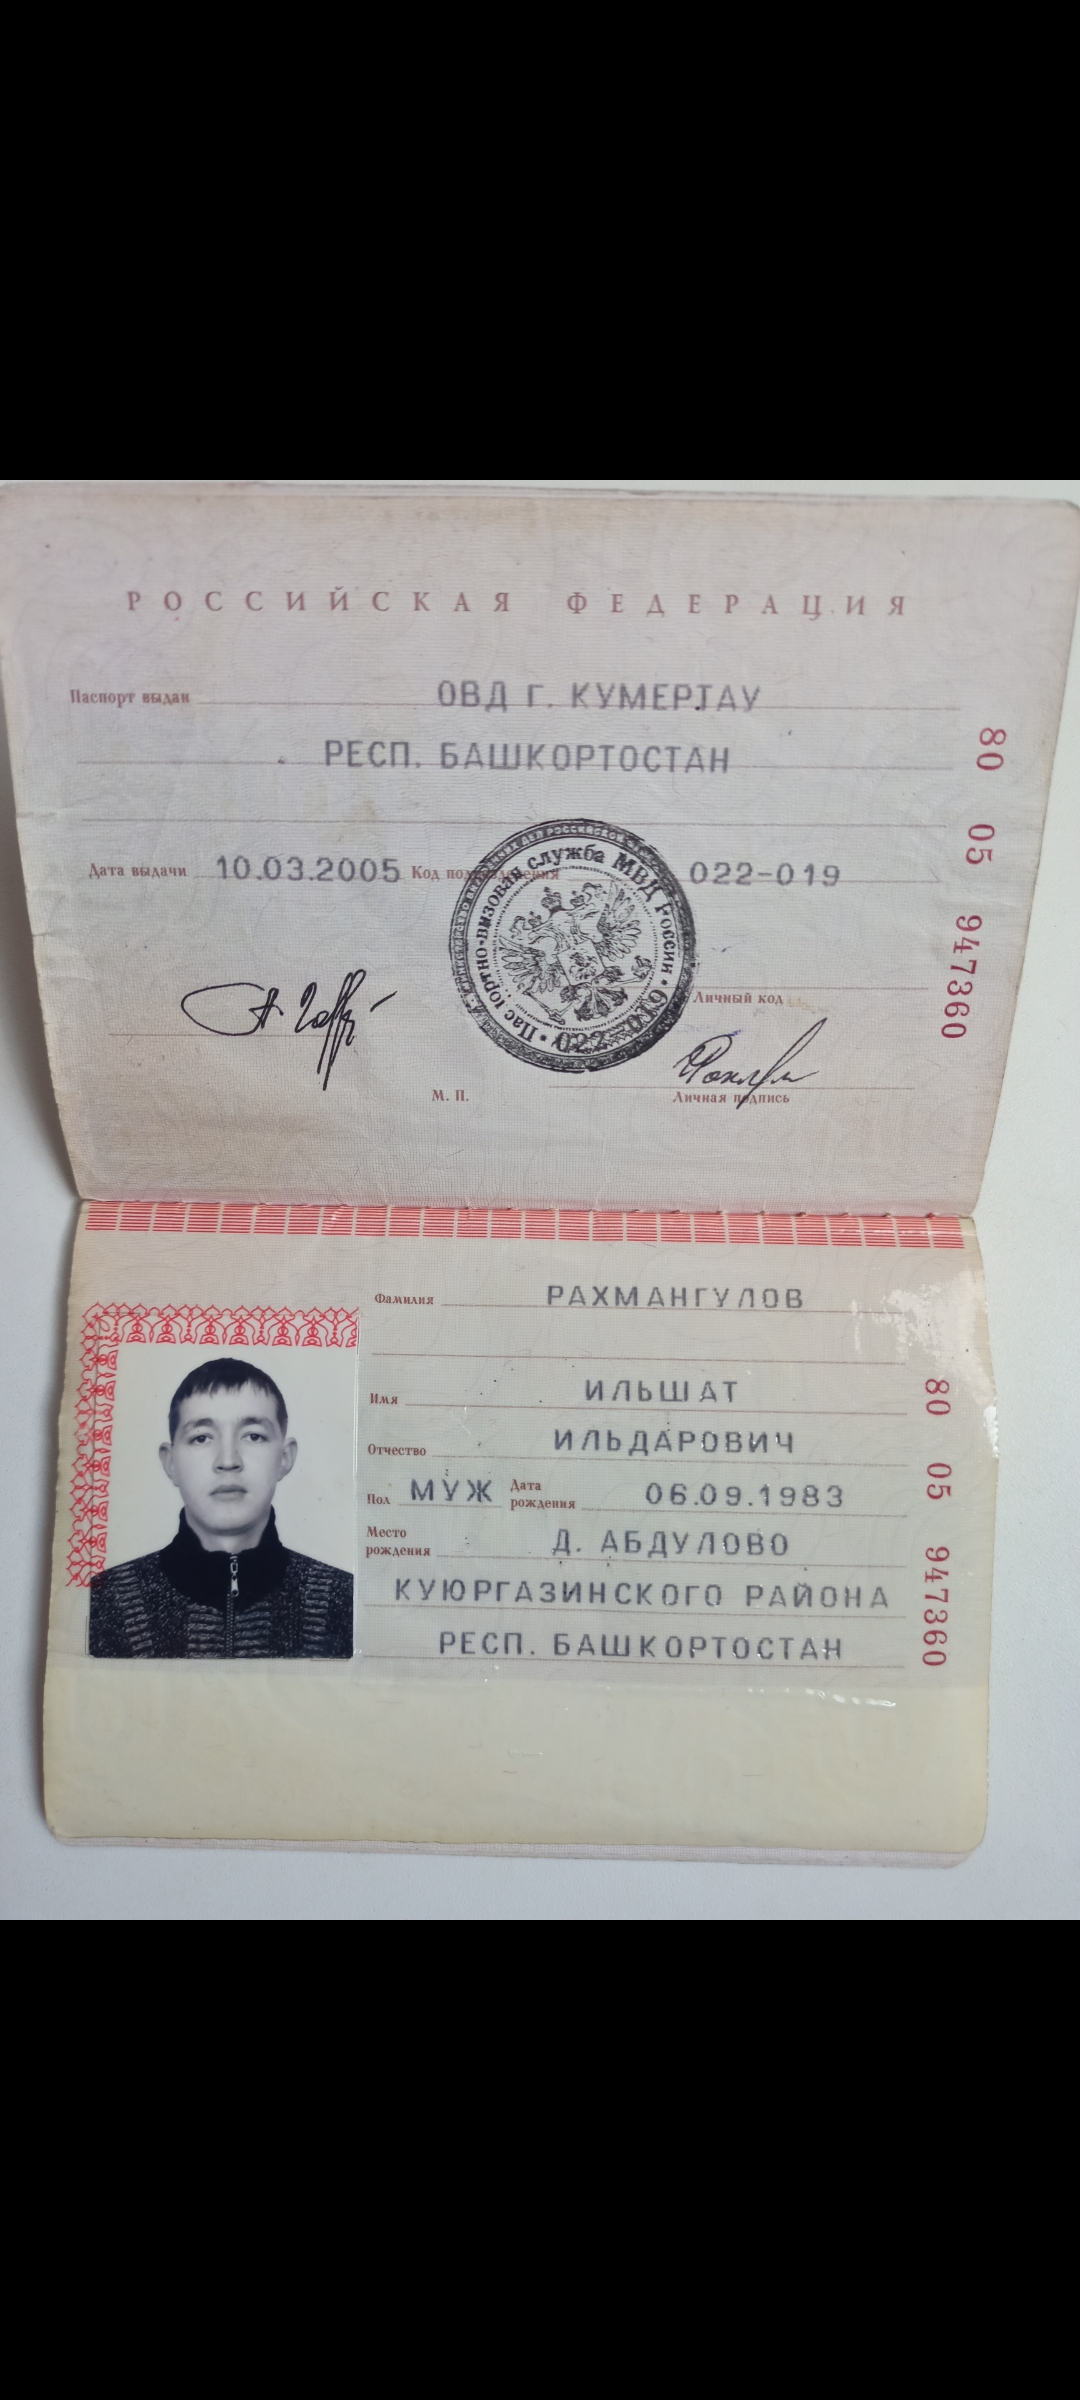 РОССИЙСКАЯ ФЕДЕРАЦИЯ
Паспорт выдан ОВД Г. КУМЕРТАУ
РЕСП. БАШКОРТОСТАН
Дата выдачи 10.03.2005 Код подразделения 022-019
Паспортно-визовая служба МВД России • 022-019
Личный код
М. П.
Личная подпись
80 05 947360
Фамилия РАХМАНГУЛОВ
Имя ИЛЬШАТ
Отчество ИЛЬДАРОВИЧ
Пол МУЖ Дата рождения 06.09.1983
Место рождения Д. АБДУЛОВО
КУЮРГАЗИНСКОГО РАЙОНА
РЕСП. БАШКОРТОСТАН
80 05 947360